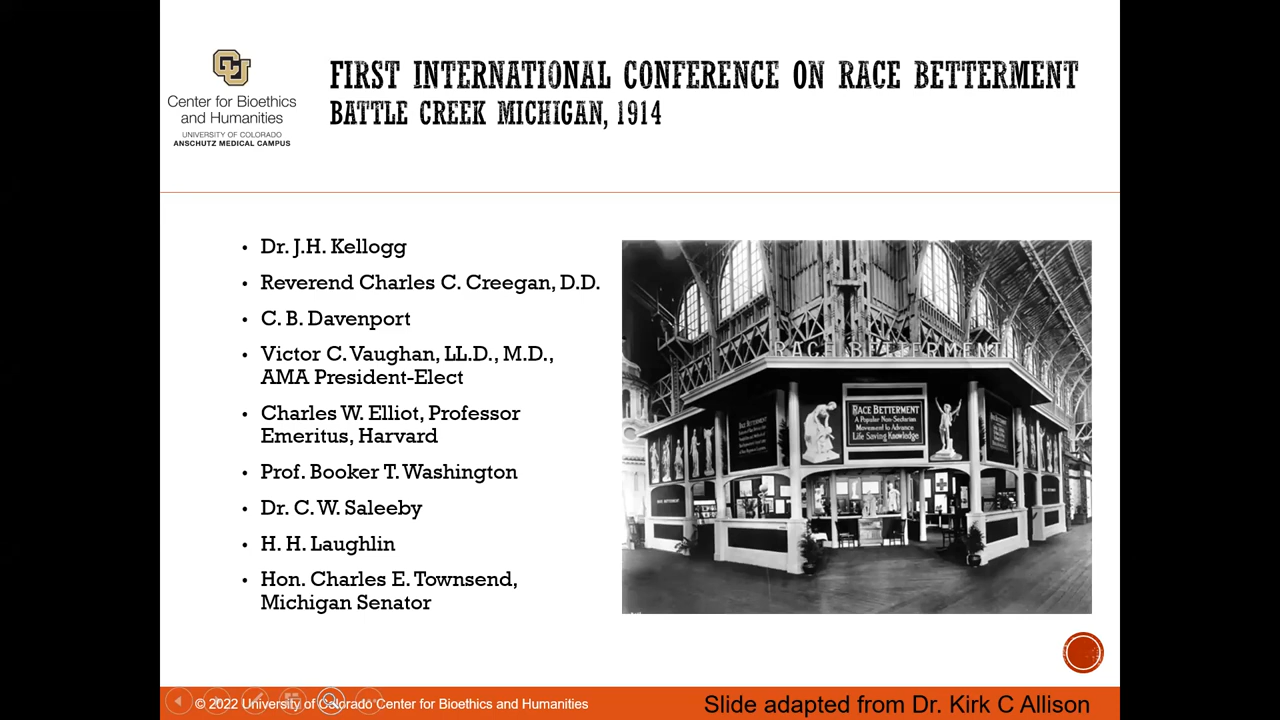 CU
Center for Bioethics
and Humanities
UNIVERSITY OF COLORADO
ANSCHUTZ MEDICAL CAMPUS
FIRST INTERNATIONAL CONFERENCE ON RACE BETTERMENT
BATTLE CREEK MICHIGAN, 1914
• Dr. J.H. Kellogg
• Reverend Charles C. Creegan, D.D.
• C. B. Davenport
• Victor C. Vaughan, LL.D., M.D.,
AMA President-Elect
• Charles W. Elliot, Professor
Emeritus, Harvard
• Prof. Booker T. Washington
• Dr. C. W. Saleeby
• H. H. Laughlin
• Hon. Charles E. Townsend,
Michigan Senator
RACE BETTERMENT
RACE BETTERMENT
A Popular Non-Sectarian
Movement to Advance
Life Saving Knowledge
© 2022 University of Colorado Center for Bioethics and Humanities
Slide adapted from Dr. Kirk C Allison